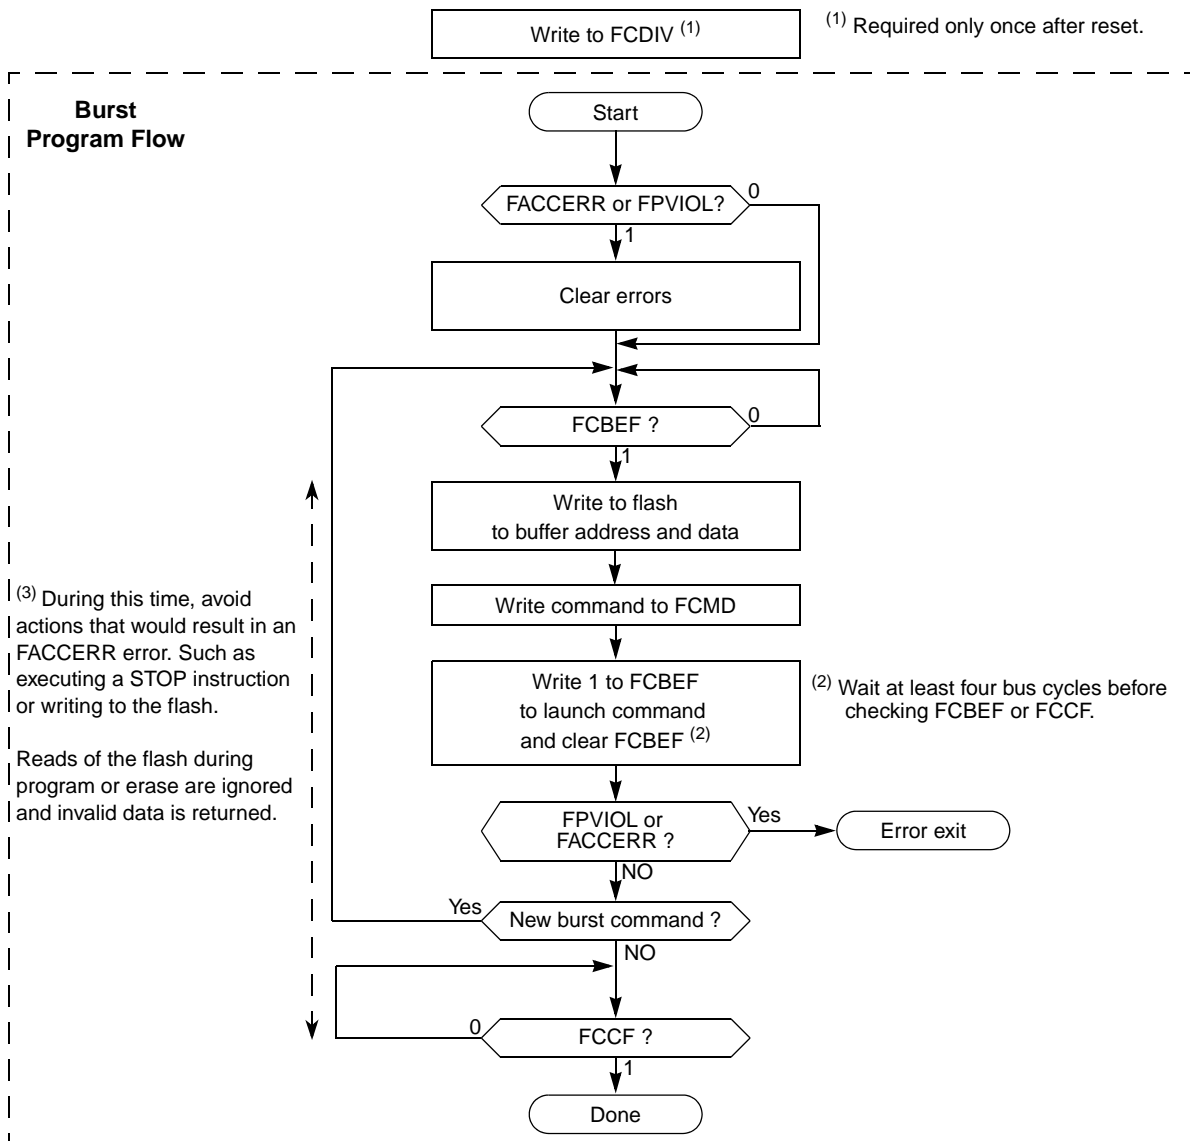 Write to FCDIV (1)
(1) Required only once after reset.
Burst
Program Flow
Start
FACCERR or FPVIOL?
0
1
Clear errors
FCBEF ?
0
1
Write to flash
to buffer address and data
Write command to FCMD
(3) During this time, avoid
actions that would result in an
FACCERR error. Such as
executing a STOP instruction
or writing to the flash.
Reads of the flash during
program or erase are ignored
and invalid data is returned.
Write 1 to FCBEF
to launch command
and clear FCBEF (2)
(2) Wait at least four bus cycles before
checking FCBEF or FCCF.
FPVIOL or
FACCERR ?
Yes
Error exit
NO
Yes
New burst command ?
NO
0
FCCF ?
1
Done